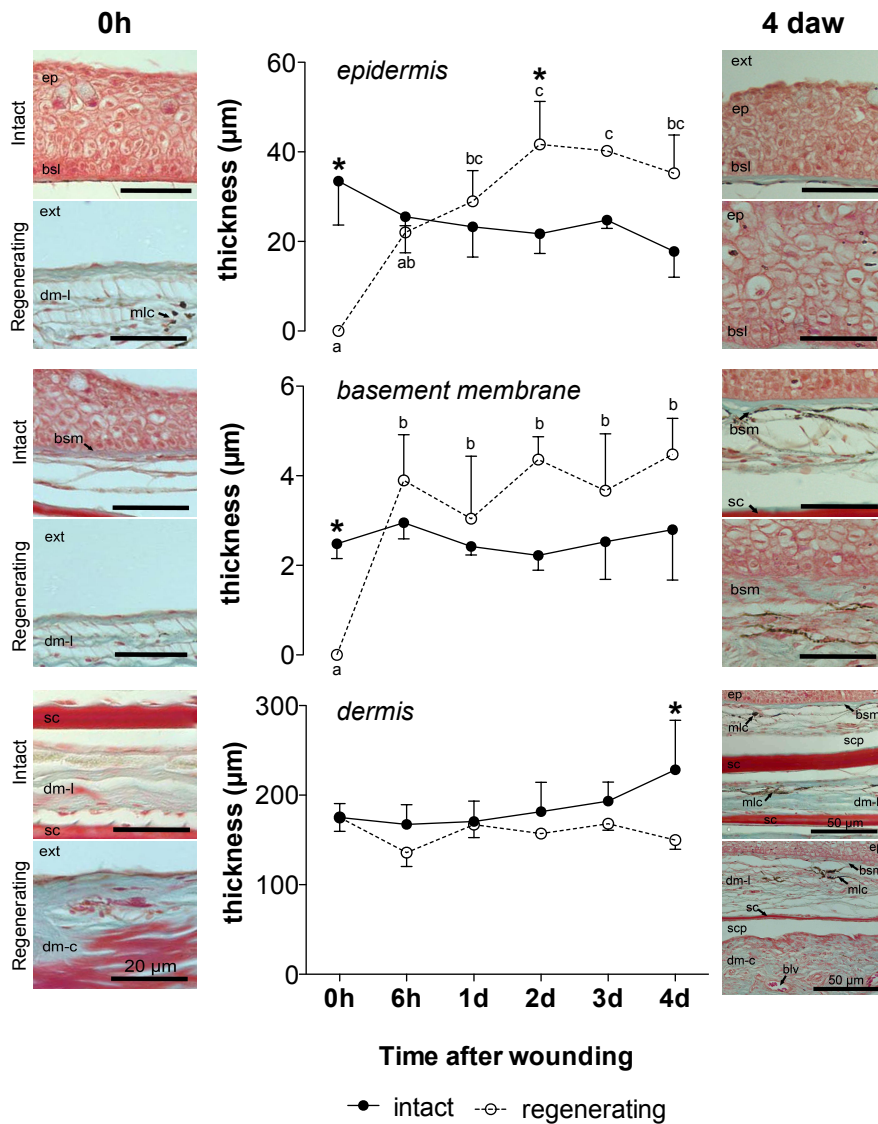 0h
4 daw
Intact
ep
bsl
Regenerating
ext
dm-I
mlc
Intact
bsm
Regenerating
ext
dm-I
Intact
sc
dm-I
sc
Regenerating
ext
dm-c
20 µm
thickness (µm)
60
40
20
0
epidermis
*
*
a
ab
bc
c
c
bc
thickness (µm)
6
4
2
0
basement membrane
*
a
b
b
b
b
b
thickness (µm)
300
200
100
0
dermis
*
0h 6h 1d 2d 3d 4d
Time after wounding
intact regenerating
ext
ep
bsl
ep
bsl
bsm
sc
bsm
ep
bsm
mlc
scp
sc
mlc
dm-I
sc
50 µm
ep
bsm
dm-I
mlc
sc
scp
dm-c
blv
50 µm